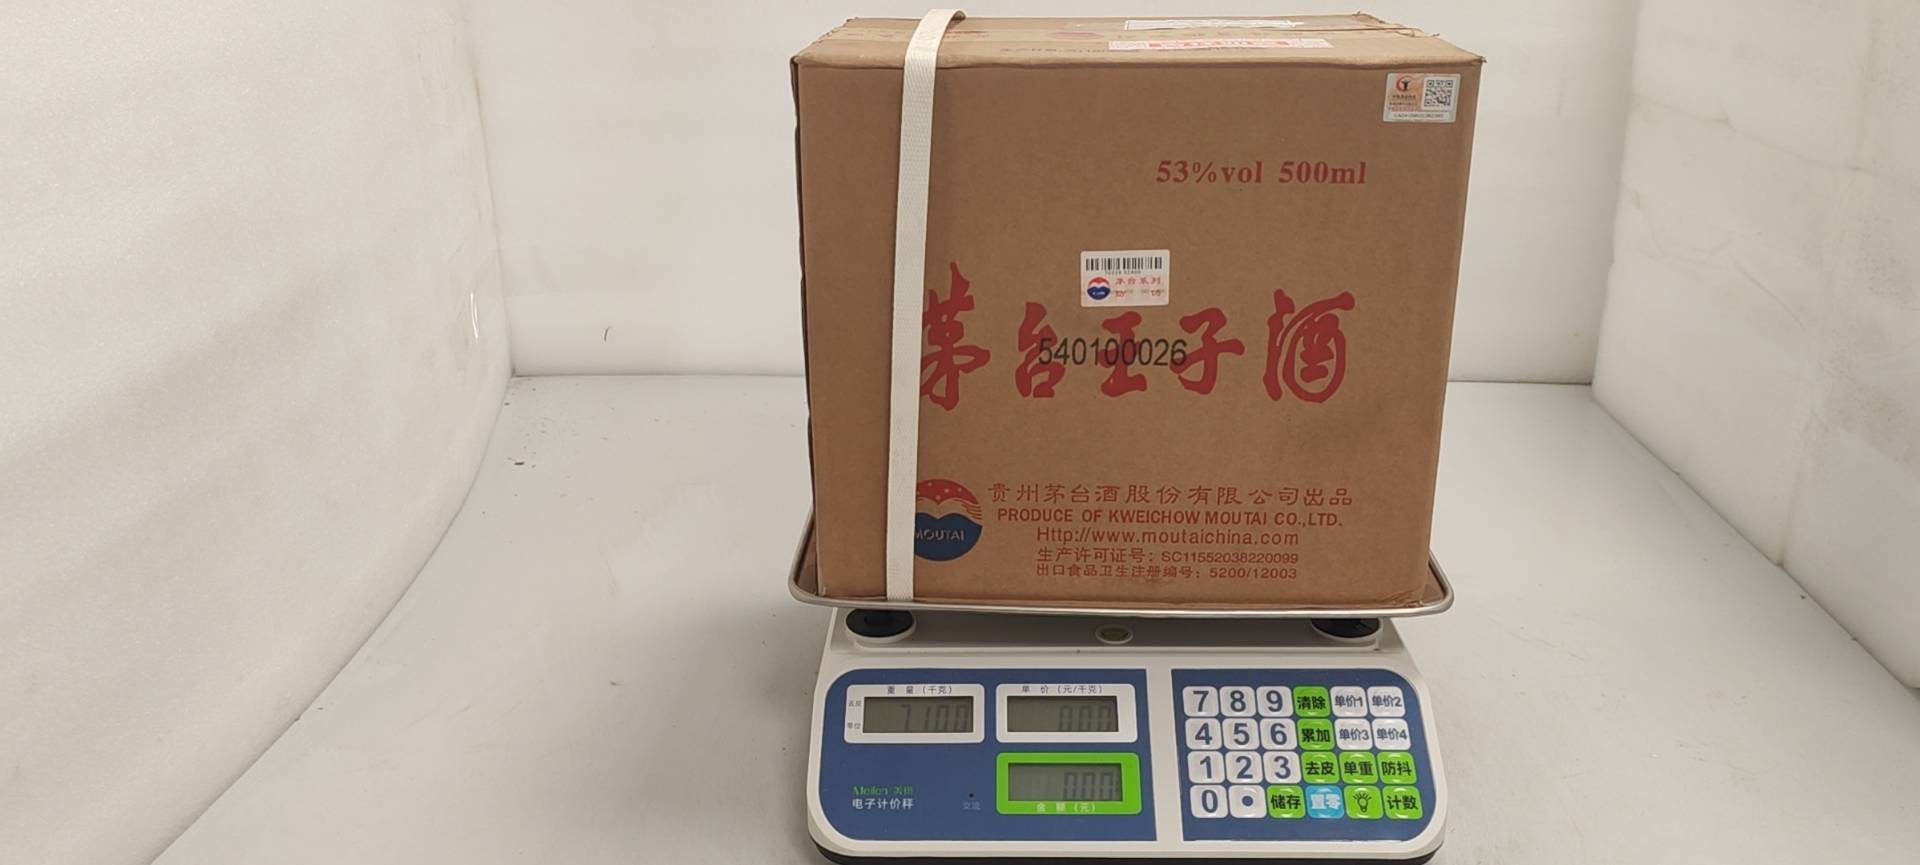 53%vol 500ml
茅台系列
茅台王子酒
540100026
MOUTAI
贵州茅台酒股份有限公司出品
PRODUCE OF KWEICHOW MOUTAI CO.,LTD.
Http://www.moutaichina.com
生产许可证号：SC11552038220099
出口食品卫生注册编号：5200/12003
重 量（千克）
单 价（元/千克）
7.100
0.00
0.00
金 额（元）
Meilen 美伦
电子计价秤
交流
7 8 9 清除 单价1 单价2
4 5 6 累加 单价3 单价4
1 2 3 去皮 单重 防抖
0 • 储存 置零 计数